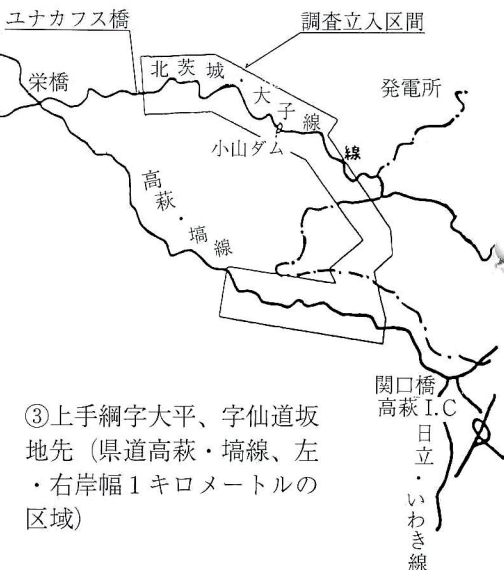 ユナカフス橋
調査立入区間
栄橋
北茨城・大子線
発電所
小山ダム
線
高萩・塙線
関口橋
高萩I.C
日立・いわき線
③上手綱字大平、字仙道坂
地先（県道高萩・塙線、左
・右岸幅1キロメートルの
区域）